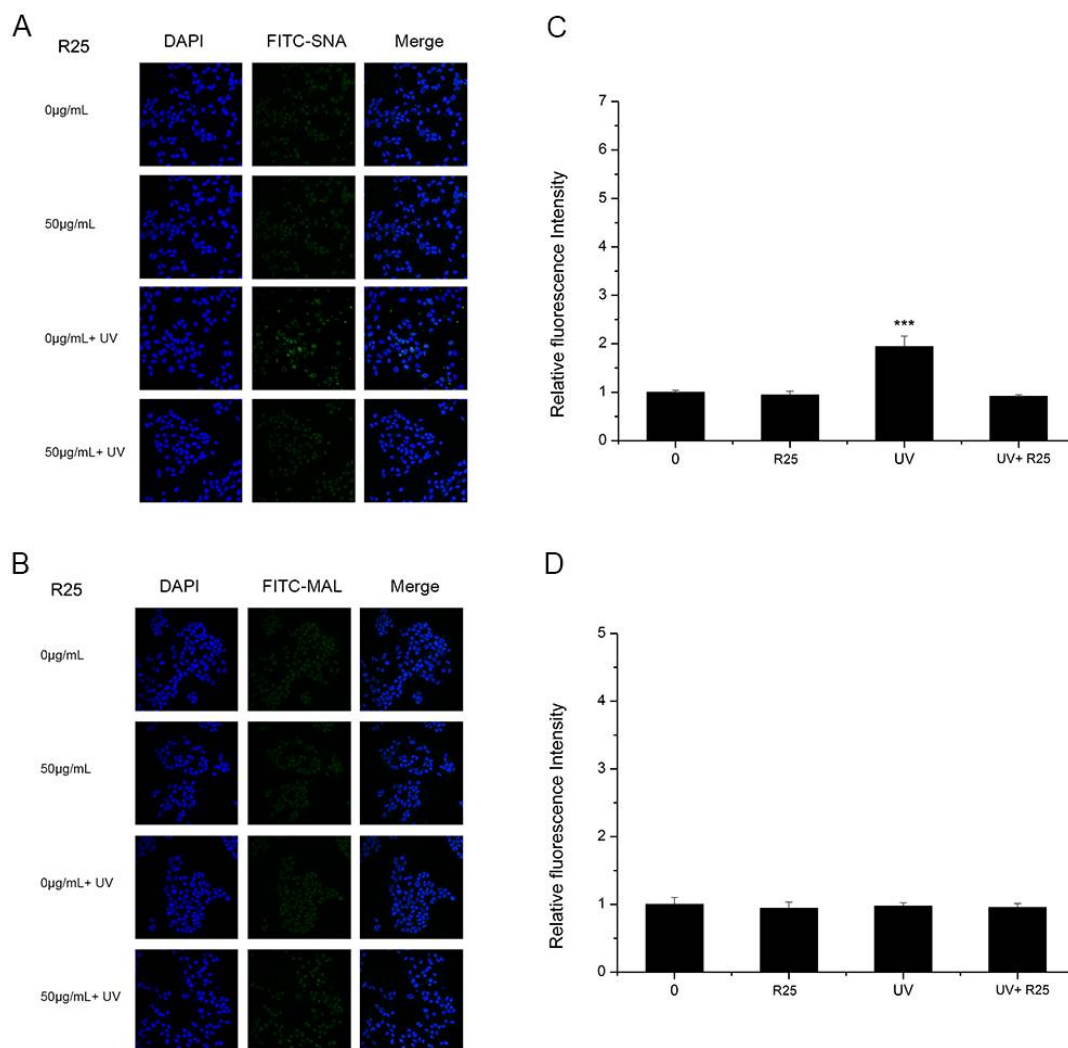 A
R25
DAPI FITC-SNA Merge
0µg/mL
50µg/mL
0µg/mL+ UV
50µg/mL+ UV
B
R25
DAPI FITC-MAL Merge
0µg/mL
50µg/mL
0µg/mL+ UV
50µg/mL+ UV
C
Relative fluorescence Intensity
7
6
5
4
3
2
1
0
***
0 R25 UV UV+ R25
D
Relative fluorescence Intensity
5
4
3
2
1
0
0 R25 UV UV+ R25